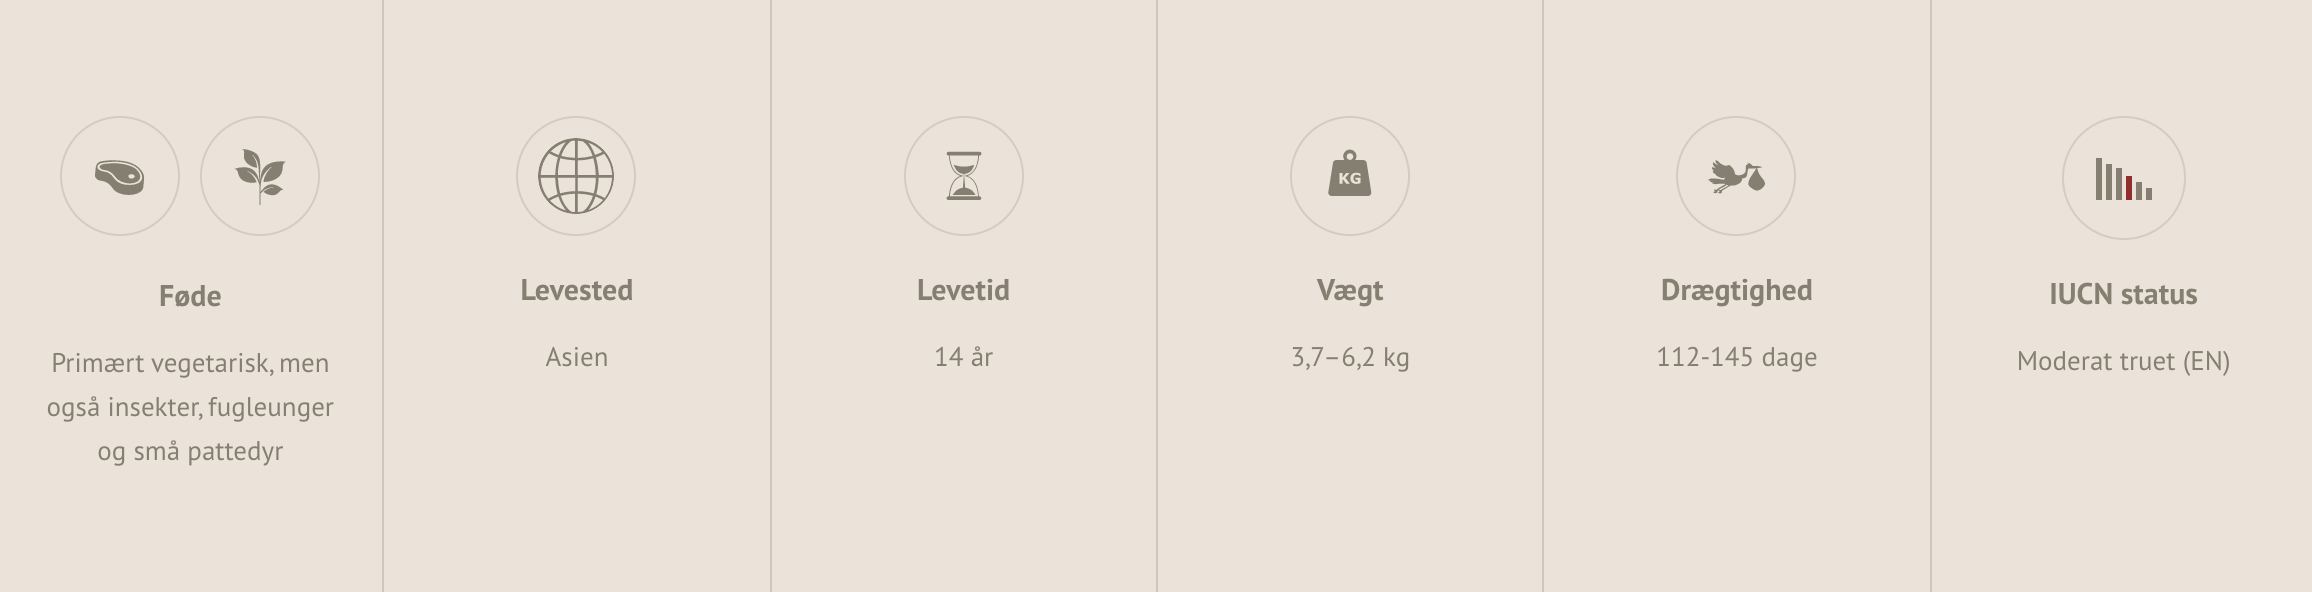 Føde
Primært vegetarisk, men
også insekter, fugleunger
og små pattedyr
Levested
Asien
Levetid
14 år
KG
Vægt
3,7–6,2 kg
Drægtighed
112-145 dage
IUCN status
Moderat truet (EN)